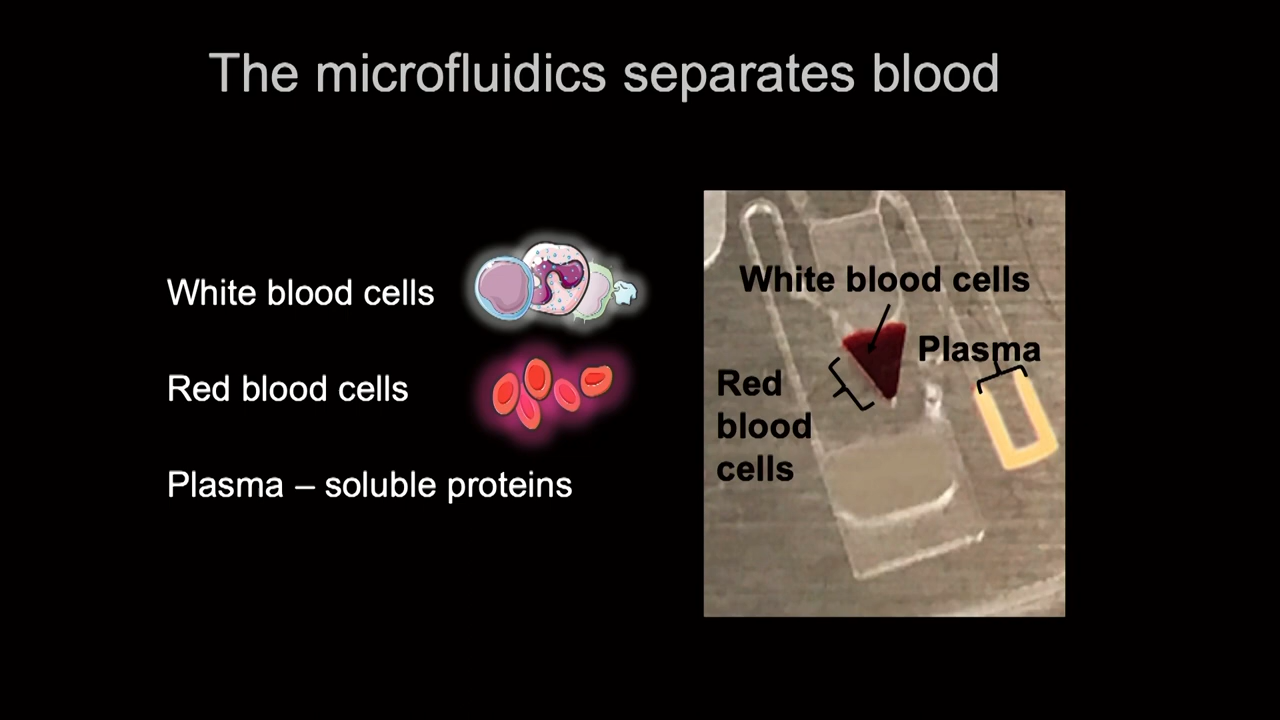 The microfluidics separates blood
White blood cells
Red blood cells
Plasma – soluble proteins
White blood cells
Plasma
Red
blood
cells